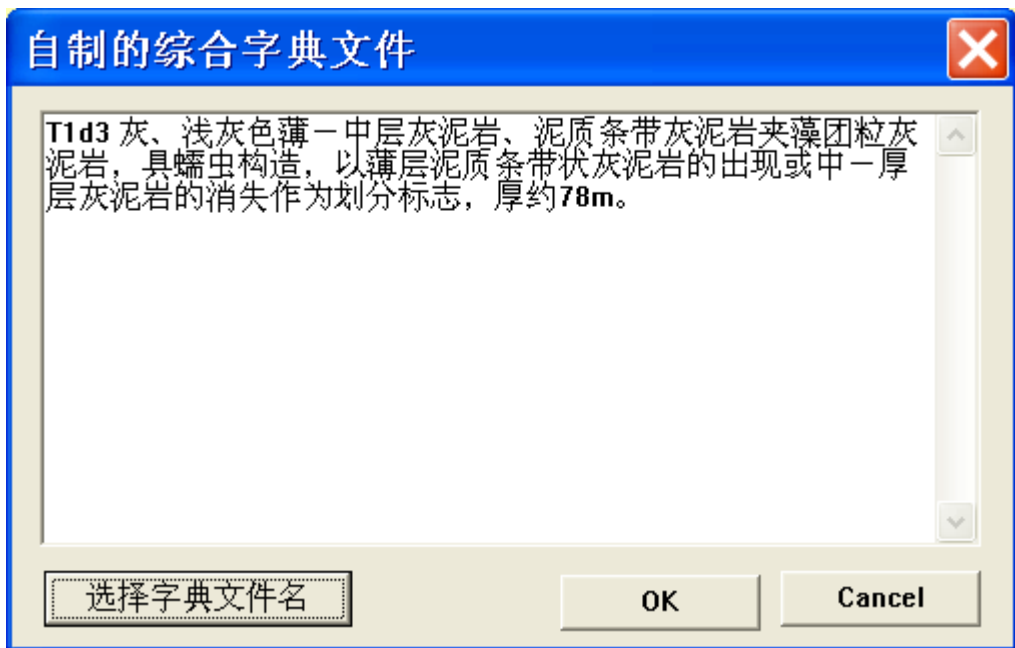 自制的综合字典文件
T1d3 灰、浅灰色薄－中层灰泥岩、泥质条带灰泥岩夹藻团粒灰
泥岩，具蠕虫构造，以薄层泥质条带状灰泥岩的出现或中－厚
层灰泥岩的消失作为划分标志，厚约78m。
选择字典文件名
OK
Cancel